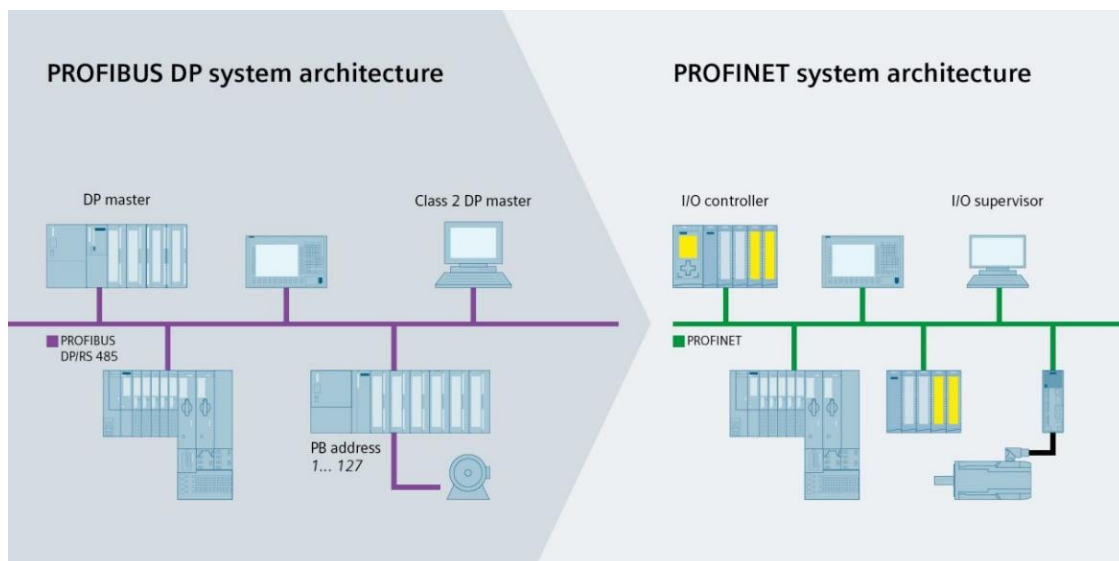 PROFIBUS DP system architecture
DP master
Class 2 DP master
PROFIBUS
DP/RS 485
PB address
1... 127
PROFINET system architecture
I/O controller
I/O supervisor
PROFINET